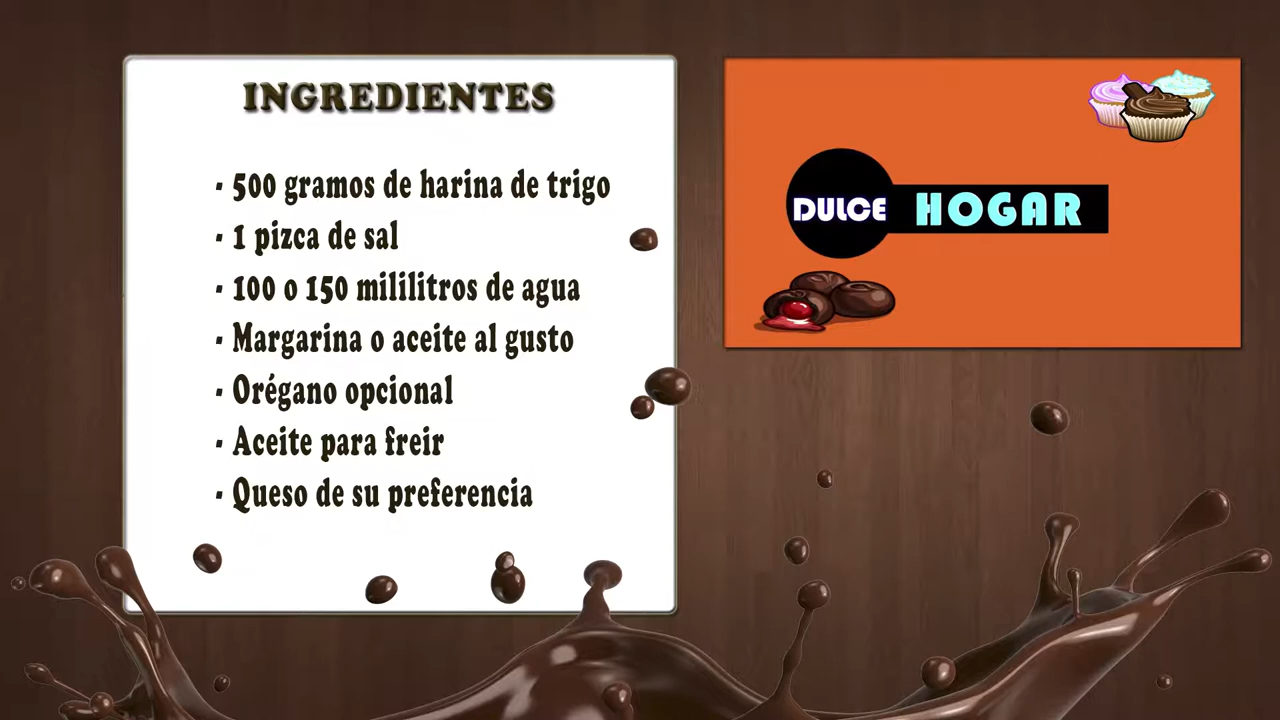 INGREDIENTES
· 500 gramos de harina de trigo
· 1 pizca de sal
· 100 o 150 mililitros de agua
· Margarina o aceite al gusto
· Orégano opcional
· Aceite para freir
· Queso de su preferencia
DULCE HOGAR